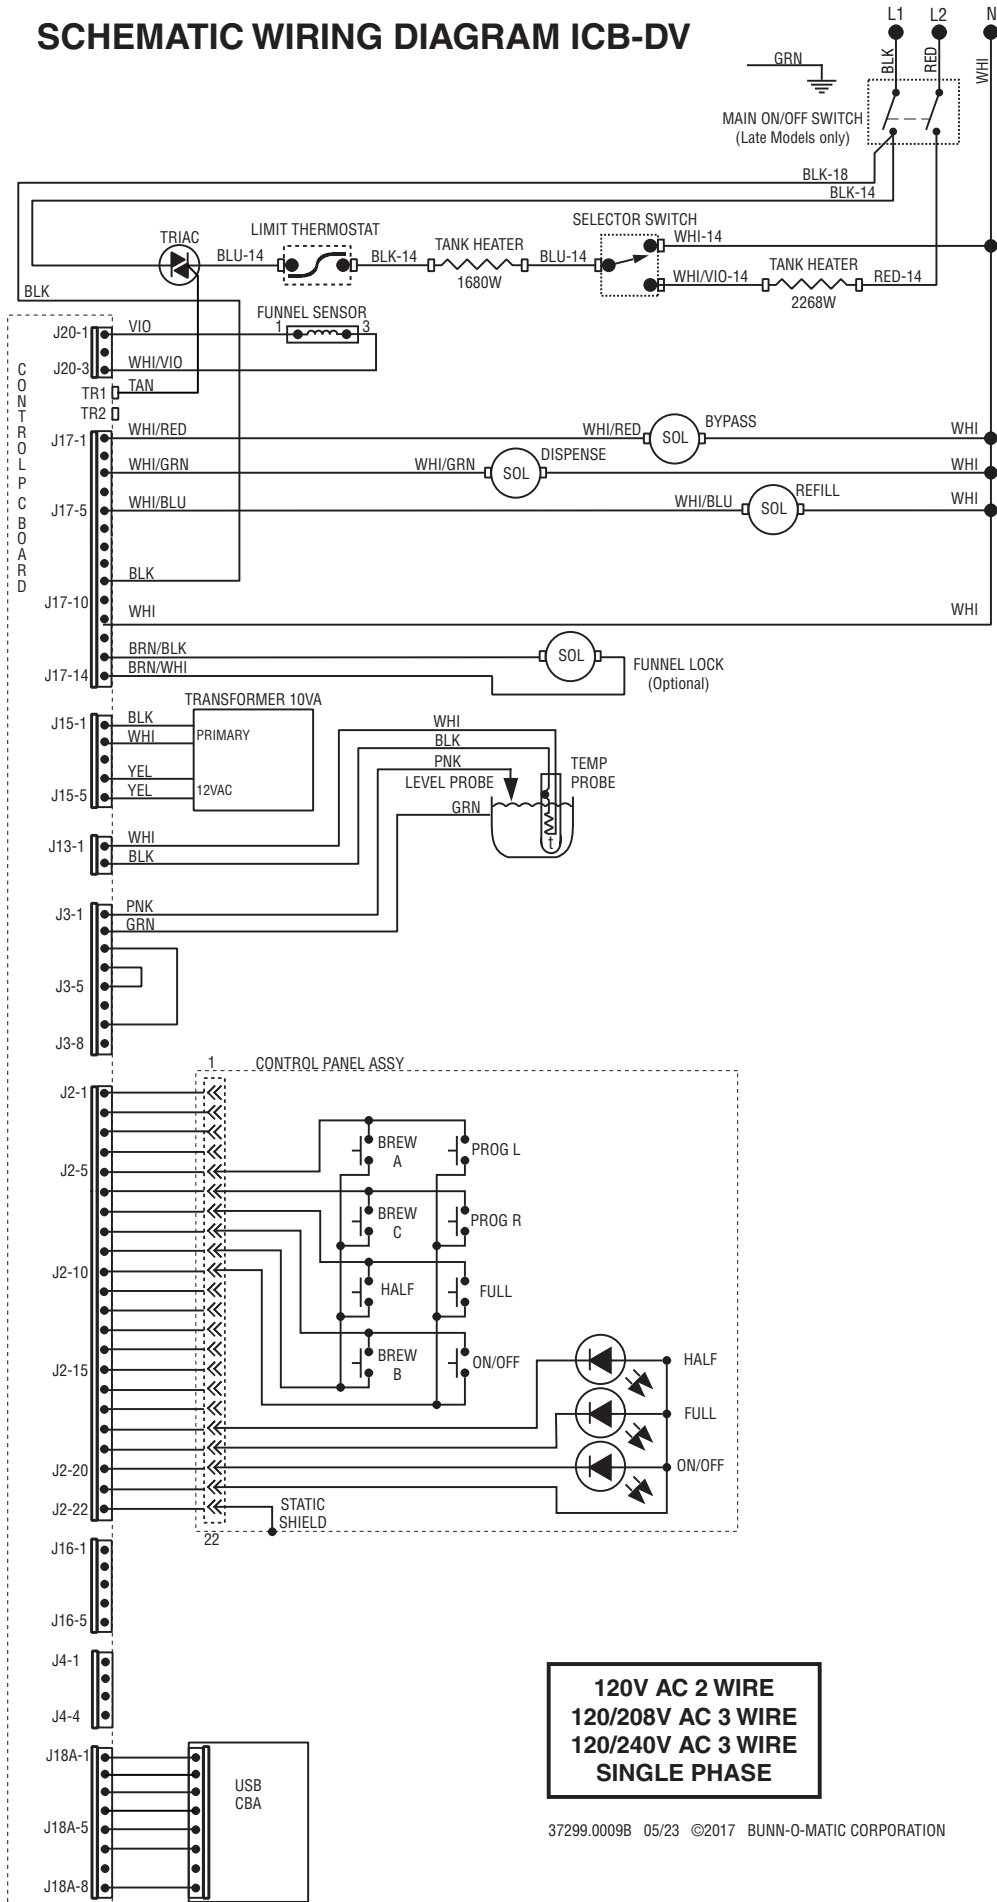 SCHEMATIC WIRING DIAGRAM ICB-DV
L1 L2 N
GRN
BLK
RED
WHI
MAIN ON/OFF SWITCH
(Late Models only)
BLK-18
BLK-14
TRIAC
BLU-14
LIMIT THERMOSTAT
BLK-14
TANK HEATER
1680W
BLU-14
SELECTOR SWITCH
WHI-14
WHI/VIO-14
TANK HEATER
2268W
RED-14
BLK
CONTROL PC BOARD
J20-1 VIO
FUNNEL SENSOR
1 3
J20-3 WHI/VIO
TR1 TAN
TR2
J17-1 WHI/RED WHI/RED SOL BYPASS WHI
WHI/GRN WHI/GRN SOL DISPENSE WHI
J17-5 WHI/BLU WHI/BLU SOL REFILL WHI
BLK
J17-10
WHI WHI
BRN/BLK SOL
J17-14 BRN/WHI
FUNNEL LOCK
(Optional)
TRANSFORMER 10VA
J15-1 BLK
WHI PRIMARY
YEL
J15-5 YEL 12VAC
WHI
BLK
PNK
LEVEL PROBE
GRN
TEMP
PROBE
t
J13-1 WHI
BLK
J3-1 PNK
GRN
J3-5
J3-8
1 CONTROL PANEL ASSY
J2-1
J2-5
J2-10
J2-15
J2-20
J2-22
BREW
A
PROG L
BREW
C
PROG R
HALF
FULL
BREW
B
ON/OFF
HALF
FULL
ON/OFF
STATIC
SHIELD
22
J16-1
J16-5
J4-1
J4-4
J18A-1
J18A-5
J18A-8
USB
CBA
120V AC 2 WIRE
120/208V AC 3 WIRE
120/240V AC 3 WIRE
SINGLE PHASE
37299.0009B 05/23 ©2017 BUNN-O-MATIC CORPORATION